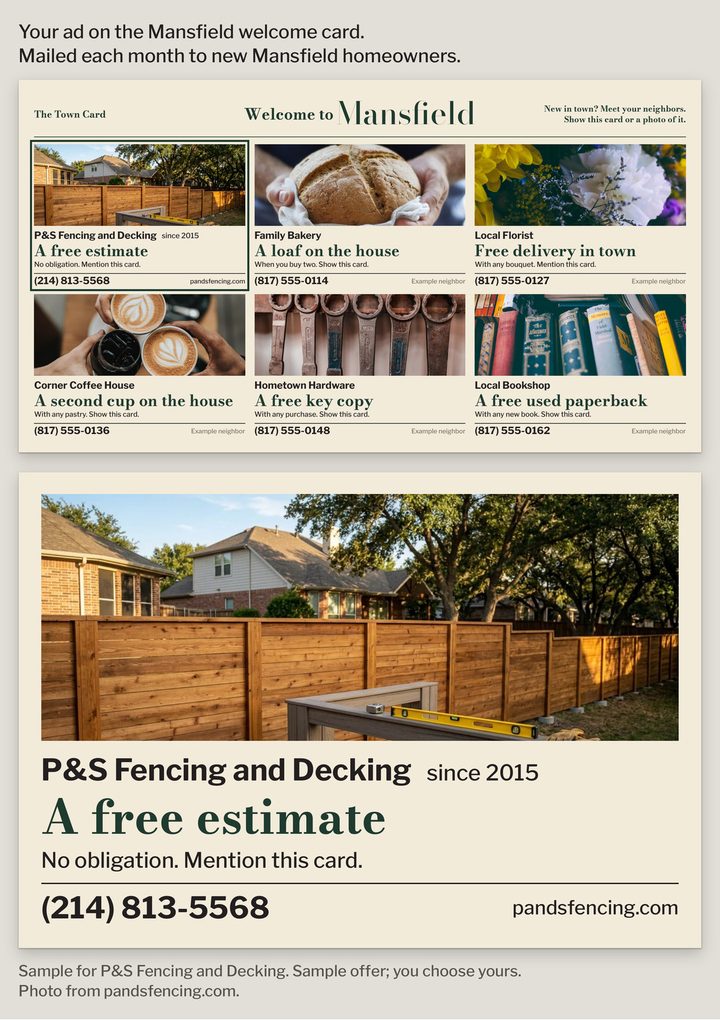 Your ad on the Mansfield welcome card.
Mailed each month to new Mansfield homeowners.
The Town Card
Welcome to Mansfield
New in town? Meet your neighbors.
Show this card or a photo of it.
P&S Fencing and Decking since 2015
A free estimate
No obligation. Mention this card.
(214) 813-5568 pandsfencing.com
Family Bakery
A loaf on the house
When you buy two. Show this card.
(817) 555-0114 Example neighbor
Local Florist
Free delivery in town
With any bouquet. Mention this card.
(817) 555-0127 Example neighbor
Corner Coffee House
A second cup on the house
With any pastry. Show this card.
(817) 555-0136 Example neighbor
Hometown Hardware
A free key copy
With any purchase. Show this card.
(817) 555-0148 Example neighbor
Local Bookshop
A free used paperback
With any new book. Show this card.
(817) 555-0162 Example neighbor
P&S Fencing and Decking since 2015
A free estimate
No obligation. Mention this card.
(214) 813-5568 pandsfencing.com
Sample for P&S Fencing and Decking. Sample offer; you choose yours.
Photo from pandsfencing.com.